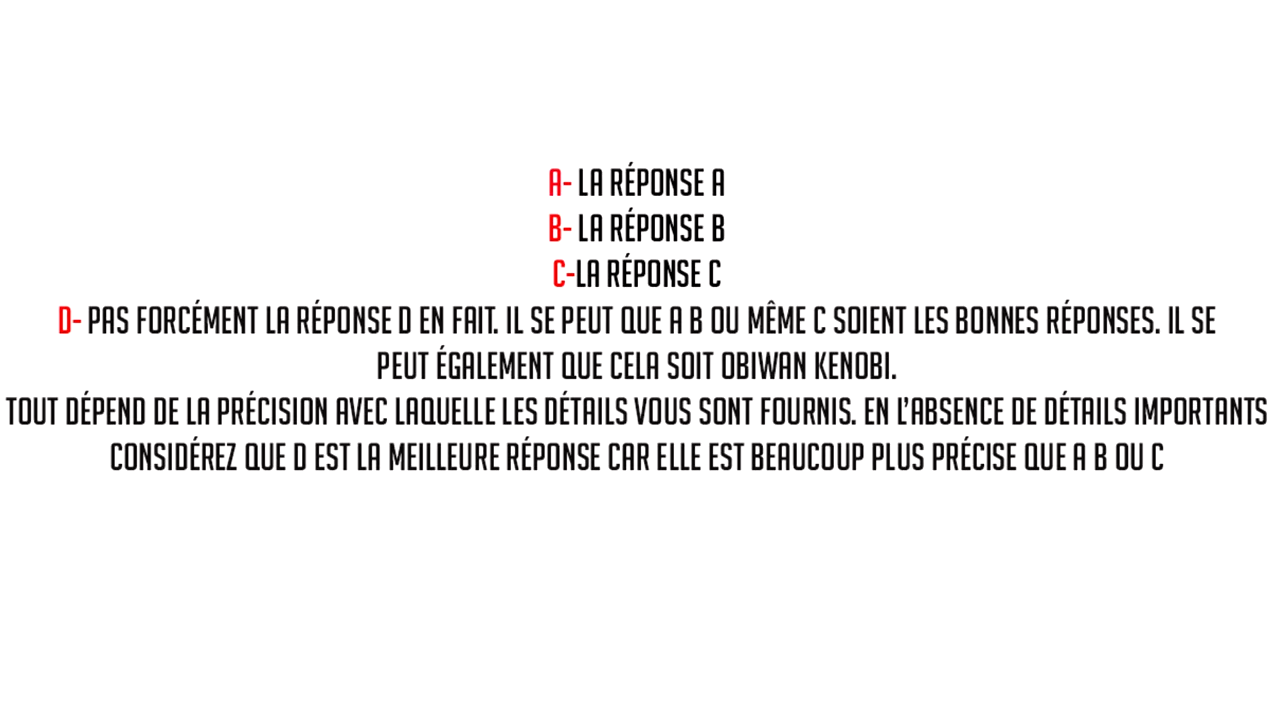 A- LA RÉPONSE A
B- LA RÉPONSE B
C-LA RÉPONSE C
D- PAS FORCÉMENT LA RÉPONSE D EN FAIT. IL SE PEUT QUE A B OU MÊME C SOIENT LES BONNES RÉPONSES. IL SE
PEUT ÉGALEMENT QUE CELA SOIT OBIWAN KENOBI.
TOUT DÉPEND DE LA PRÉCISION AVEC LAQUELLE LES DÉTAILS VOUS SONT FOURNIS. EN L'ABSENCE DE DÉTAILS IMPORTANTS
CONSIDÉREZ QUE D EST LA MEILLEURE RÉPONSE CAR ELLE EST BEAUCOUP PLUS PRÉCISE QUE A B OU C